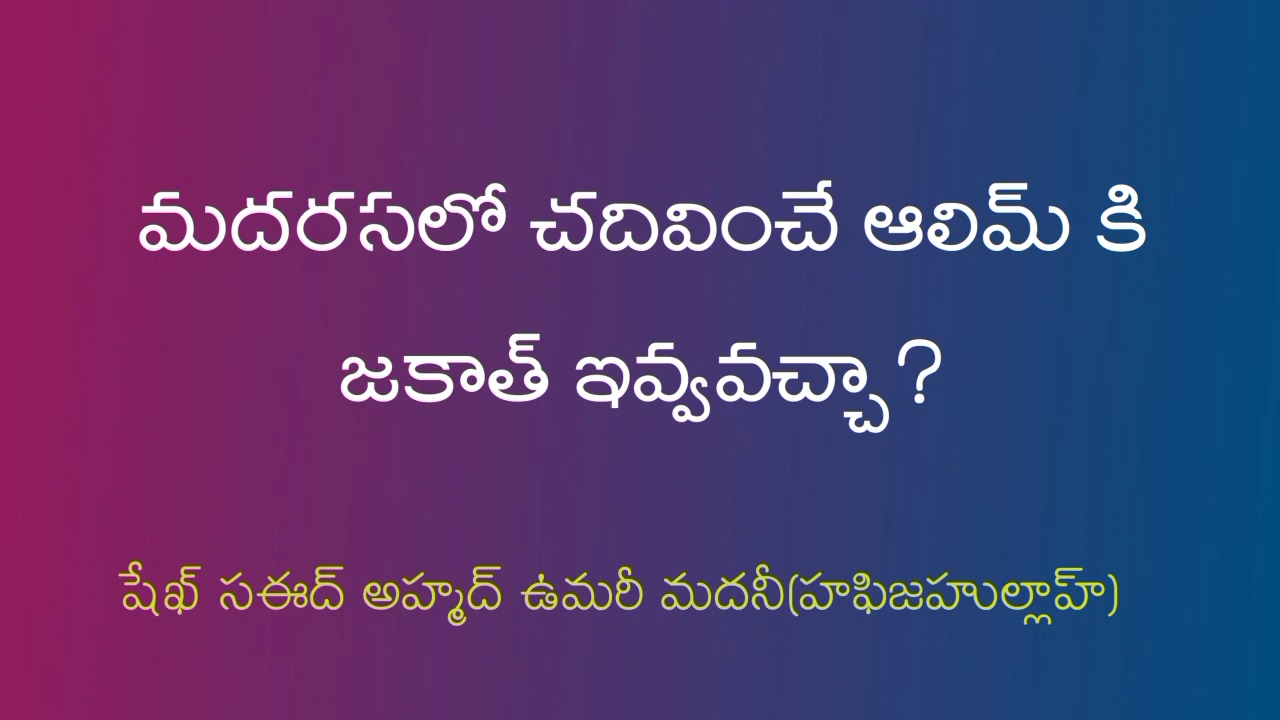 మదరసలో చదివించే ఆలిమ్ కి
జకాత్ ఇవ్వవచ్చా?
షేఖ్ సఈద్ అహ్మద్ ఉమరీ మదనీ(హఫిజహుల్లాహ్)